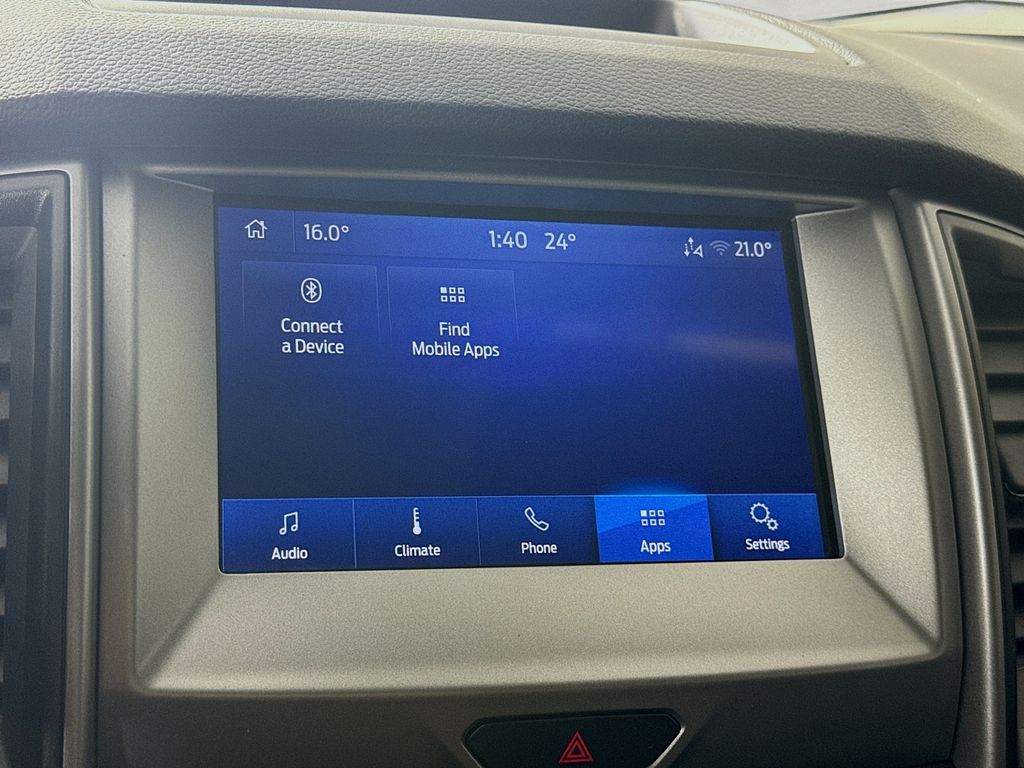 16.0° 1:40 24° 21.0°
Connect
a Device
Find
Mobile Apps
Audio Climate Phone Apps Settings